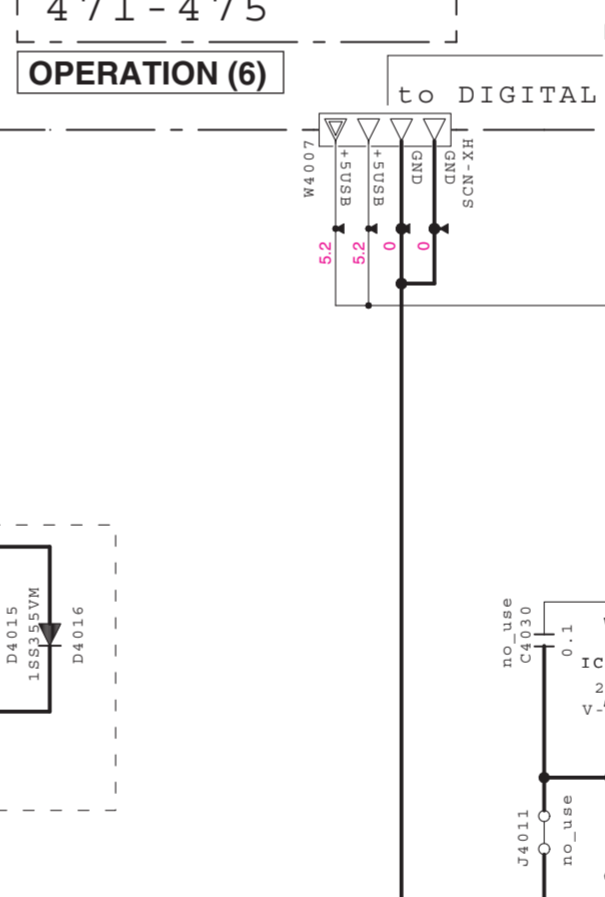 471-475
OPERATION (6)
to DIGITAL
W4007
+5USB
+5USB
GND
GND
SCN-XH
5.2
5.2
0
0
D4015
1SS355VM
D4016
no_use
C4030
0.1
IC
2
V-
J4011
no_use